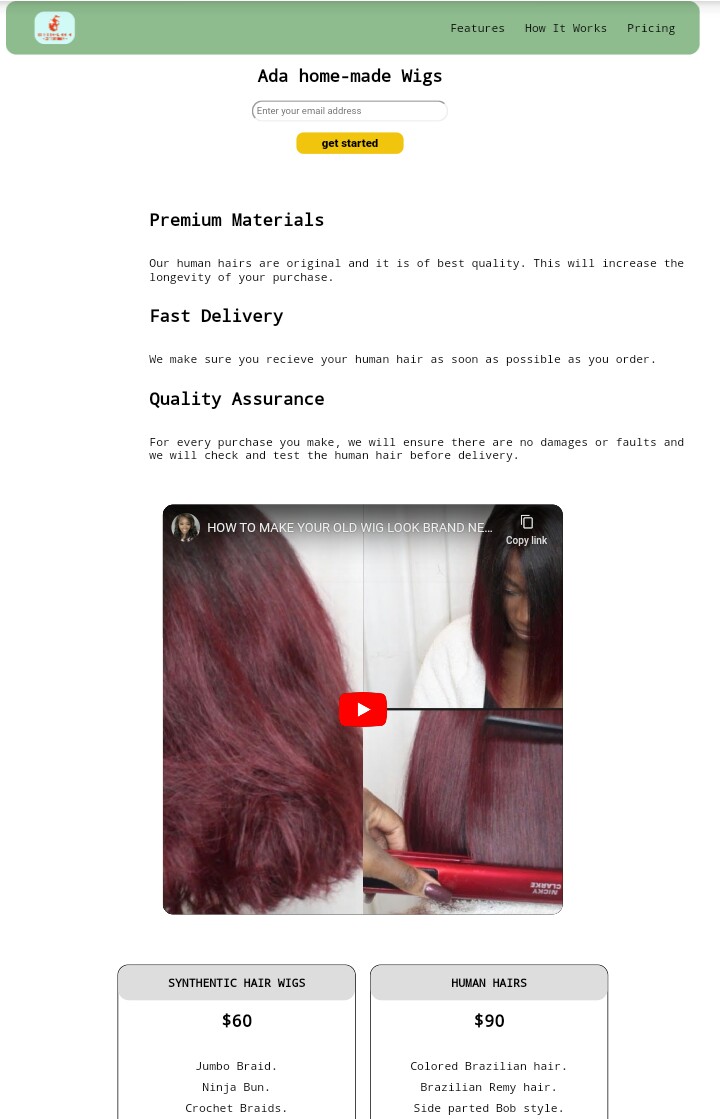 Features How It Works Pricing
Ada home-made Wigs
Enter your email address
get started
Premium Materials
Our human hairs are original and it is of best quality. This will increase the
longevity of your purchase.
Fast Delivery
We make sure you recieve your human hair as soon as possible as you order.
Quality Assurance
For every purchase you make, we will ensure there are no damages or faults and
we will check and test the human hair before delivery.
HOW TO MAKE YOUR OLD WIG LOOK BRAND NE...
Copy link
NICKY
CLARKE
SYNTHENTIC HAIR WIGS
$60
Jumbo Braid.
Ninja Bun.
Crochet Braids.
HUMAN HAIRS
$90
Colored Brazilian hair.
Brazilian Remy hair.
Side parted Bob style.